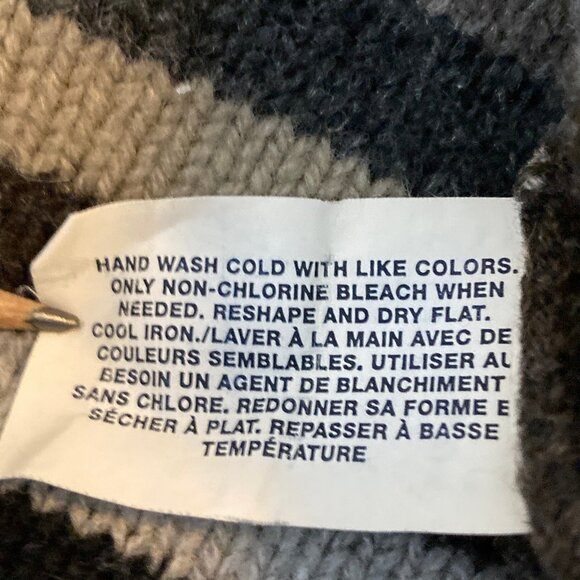 HAND WASH COLD WITH LIKE COLORS.
ONLY NON-CHLORINE BLEACH WHEN
NEEDED. RESHAPE AND DRY FLAT.
COOL IRON./LAVER À LA MAIN AVEC DE
COULEURS SEMBLABLES. UTILISER AU
BESOIN UN AGENT DE BLANCHIMENT
SANS CHLORE. REDONNER SA FORME E
SÉCHER À PLAT. REPASSER À BASSE
TEMPÉRATURE